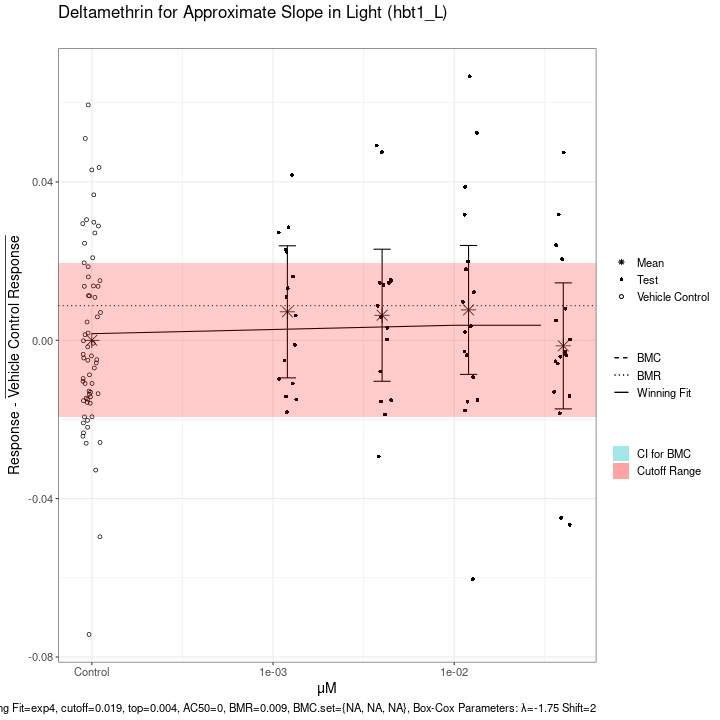 Deltamethrin for Approximate Slope in Light (hbt1_L)
Response - Vehicle Control Response
0.04
0.00
-0.04
-0.08
Control
1e-03
1e-02
μM
Mean
Test
Vehicle Control
BMC
BMR
Winning Fit
CI for BMC
Cutoff Range
Fit=exp4, cutoff=0.019, top=0.004, AC50=0, BMR=0.009, BMC.set={NA, NA, NA}, Box-Cox Parameters: λ=-1.75 Shift=2